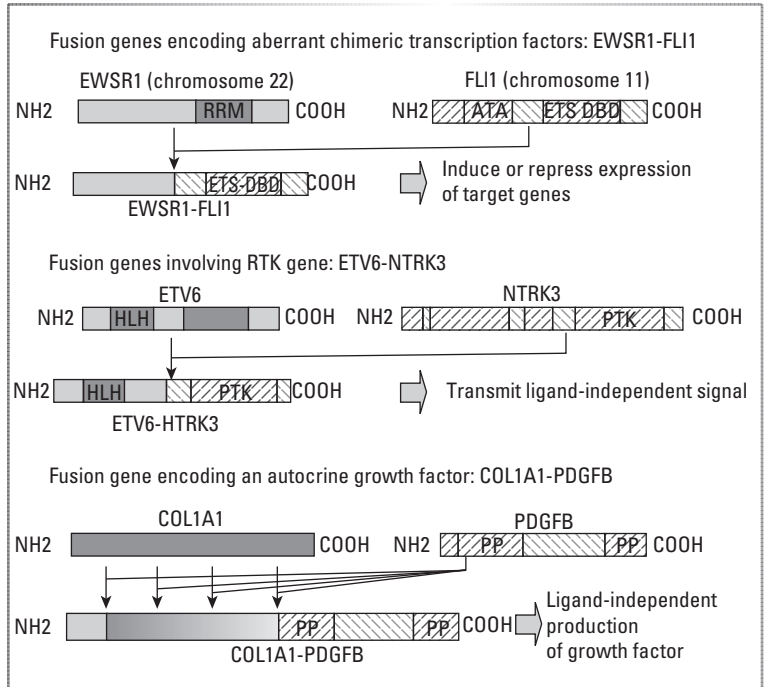 Fusion genes encoding aberrant chimeric transcription factors: EWSR1-FLI1
EWSR1 (chromosome 22)
FLI1 (chromosome 11)
NH2 RRM COOH
NH2 ATA ETS DBD COOH
NH2 ETS-DBD COOH
EWSR1-FLI1
Induce or repress expression
of target genes
Fusion genes involving RTK gene: ETV6-NTRK3
ETV6
NTRK3
NH2 HLH COOH
NH2 PTK COOH
NH2 HLH PTK COOH
ETV6-HTRK3
Transmit ligand-independent signal
Fusion gene encoding an autocrine growth factor: COL1A1-PDGFB
COL1A1
PDGFB
NH2 COOH
NH2 PP PP COOH
NH2 PP PP COOH
COL1A1-PDGFB
Ligand-independent
production
of growth factor